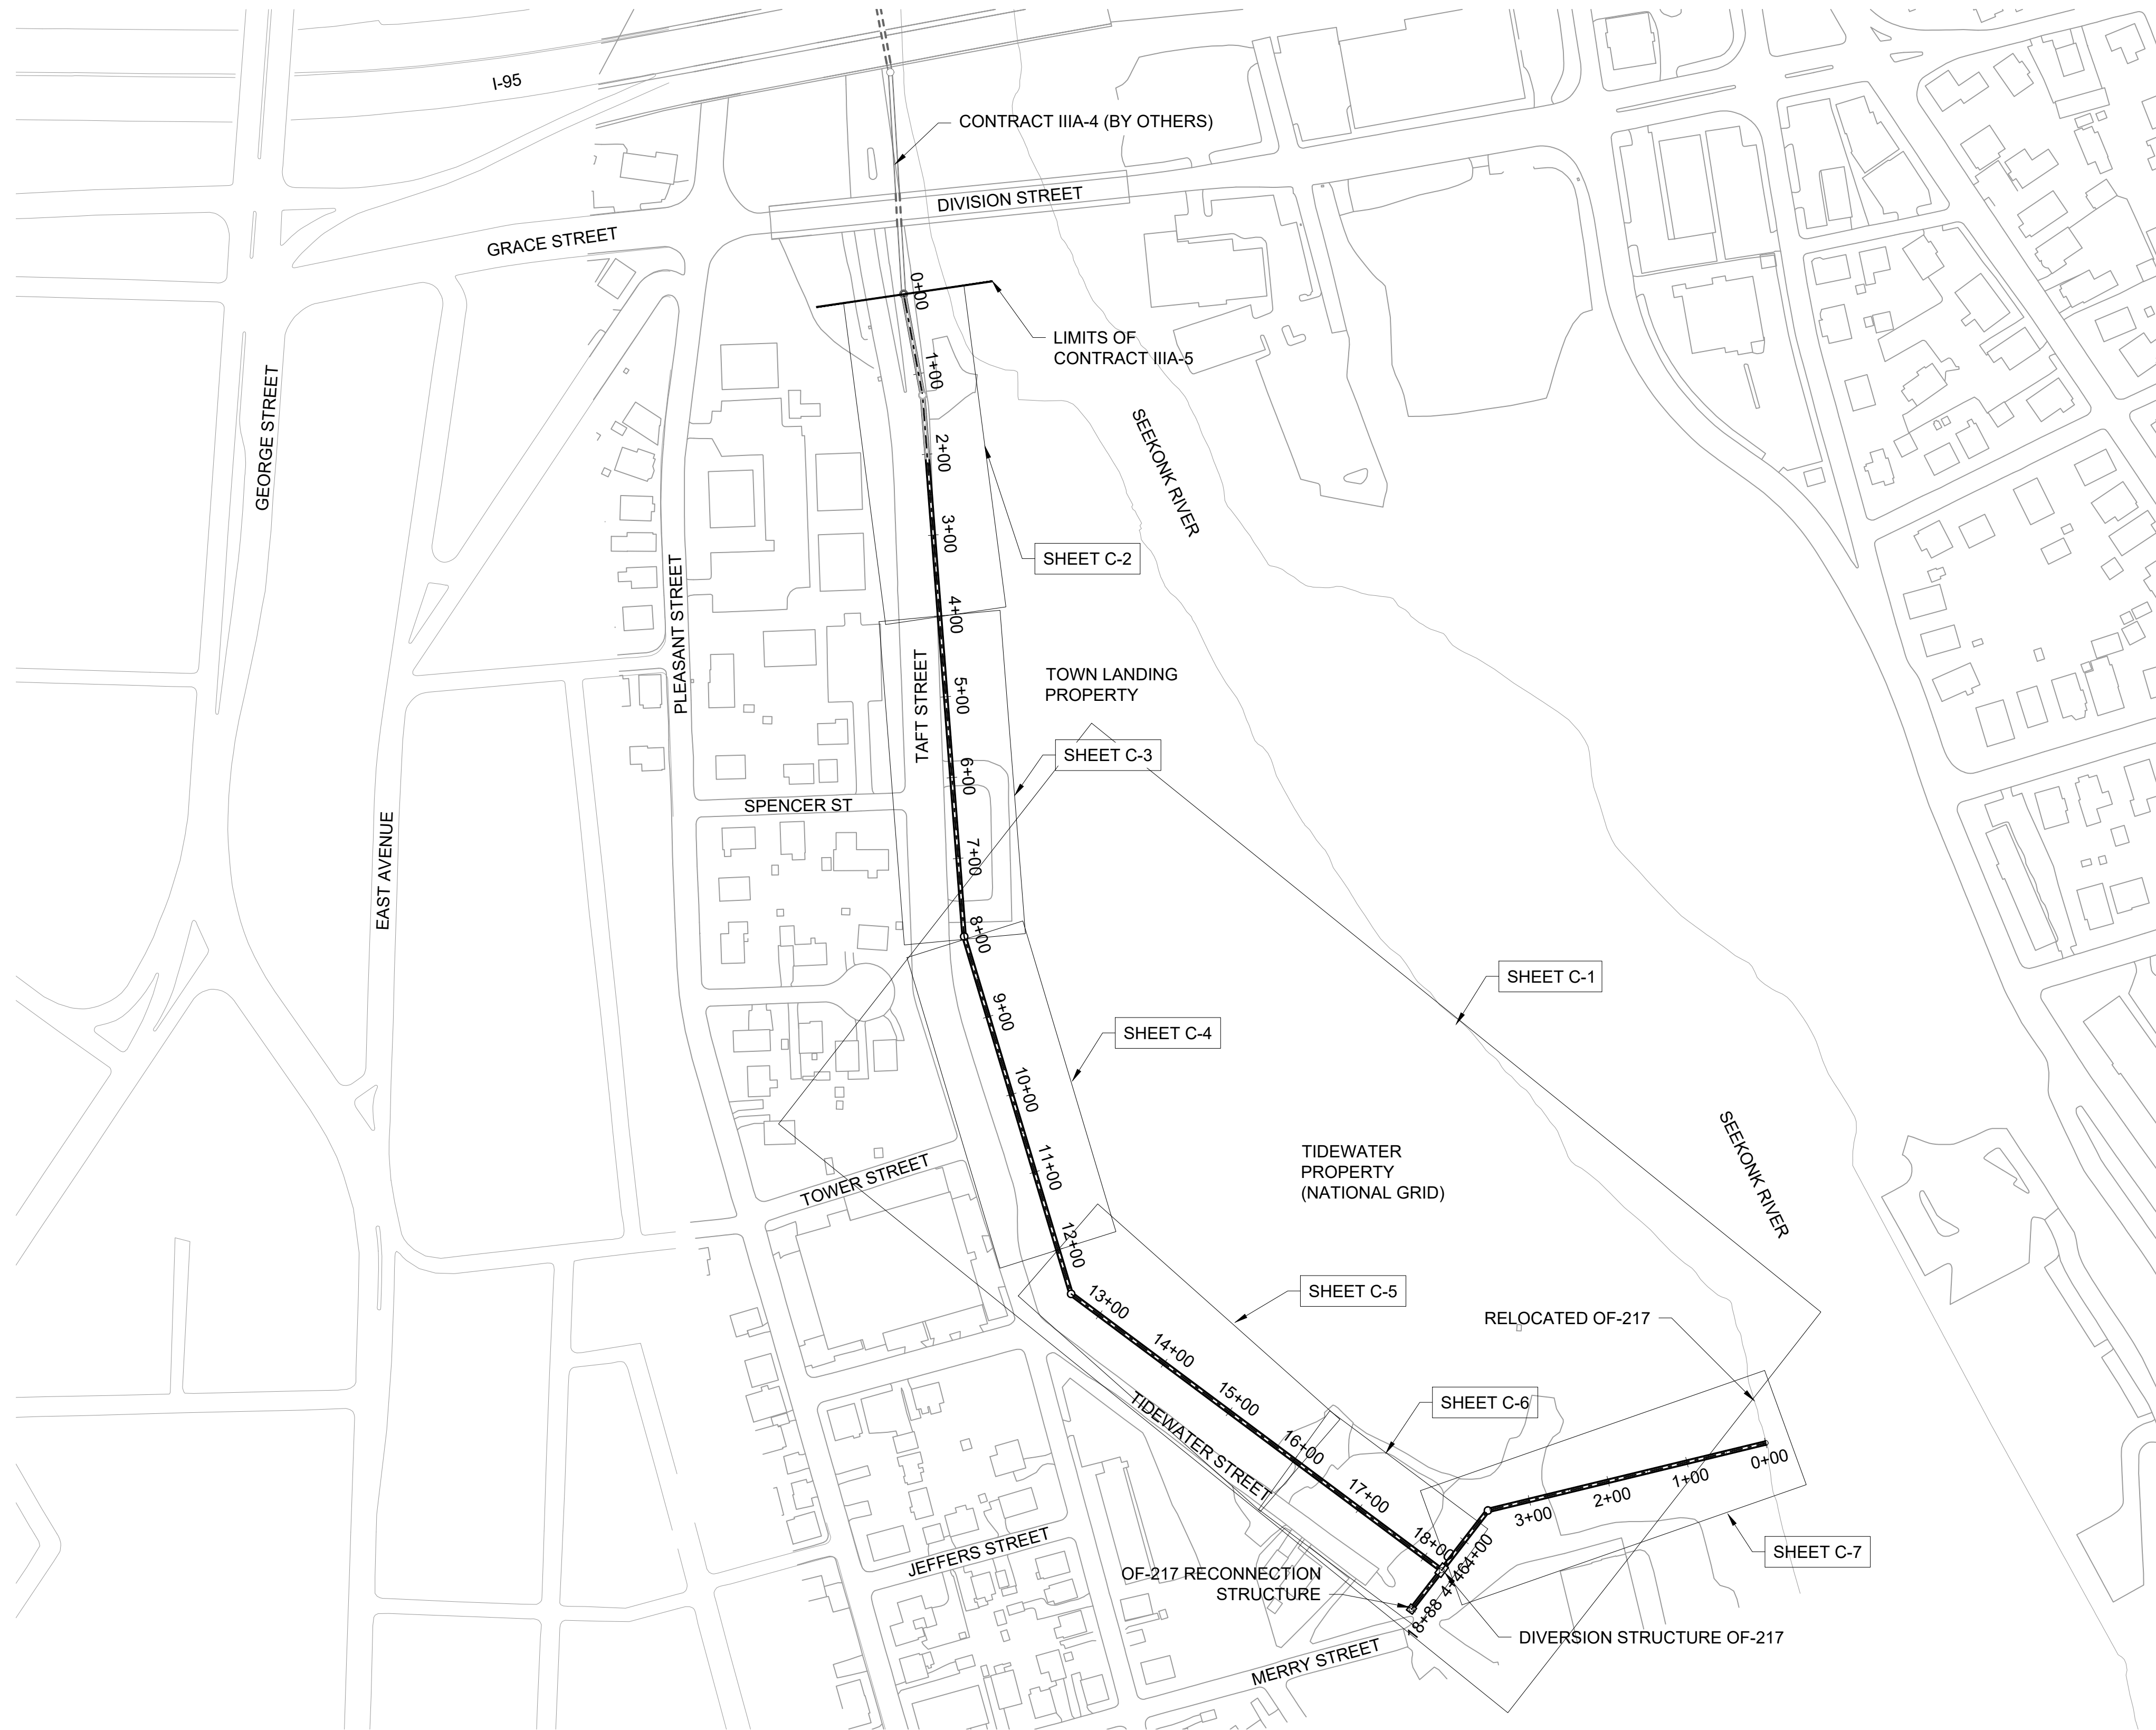 I-95
CONTRACT IIIA-4 (BY OTHERS)
DIVISION STREET
GRACE STREET
0+00
LIMITS OF
CONTRACT IIIA-5
1+00
GEORGE STREET
SEEKONK RIVER
2+00
3+00
SHEET C-2
PLEASANT STREET
4+00
TAFT STREET
5+00
TOWN LANDING
PROPERTY
SHEET C-3
6+00
SPENCER ST
EAST AVENUE
7+00
8+00
SHEET C-1
9+00
SHEET C-4
10+00
11+00
TIDEWATER
PROPERTY
(NATIONAL GRID)
SEEKONK RIVER
TOWER STREET
12+00
13+00
SHEET C-5
RELOCATED OF-217
14+00
15+00
SHEET C-6
TIDEWATER STREET
16+00
17+00
0+00
1+00
2+00
3+00
18+00
4+00
SHEET C-7
JEFFERS STREET
OF-217 RECONNECTION
STRUCTURE
4+46
18+88
DIVERSION STRUCTURE OF-217
MERRY STREET